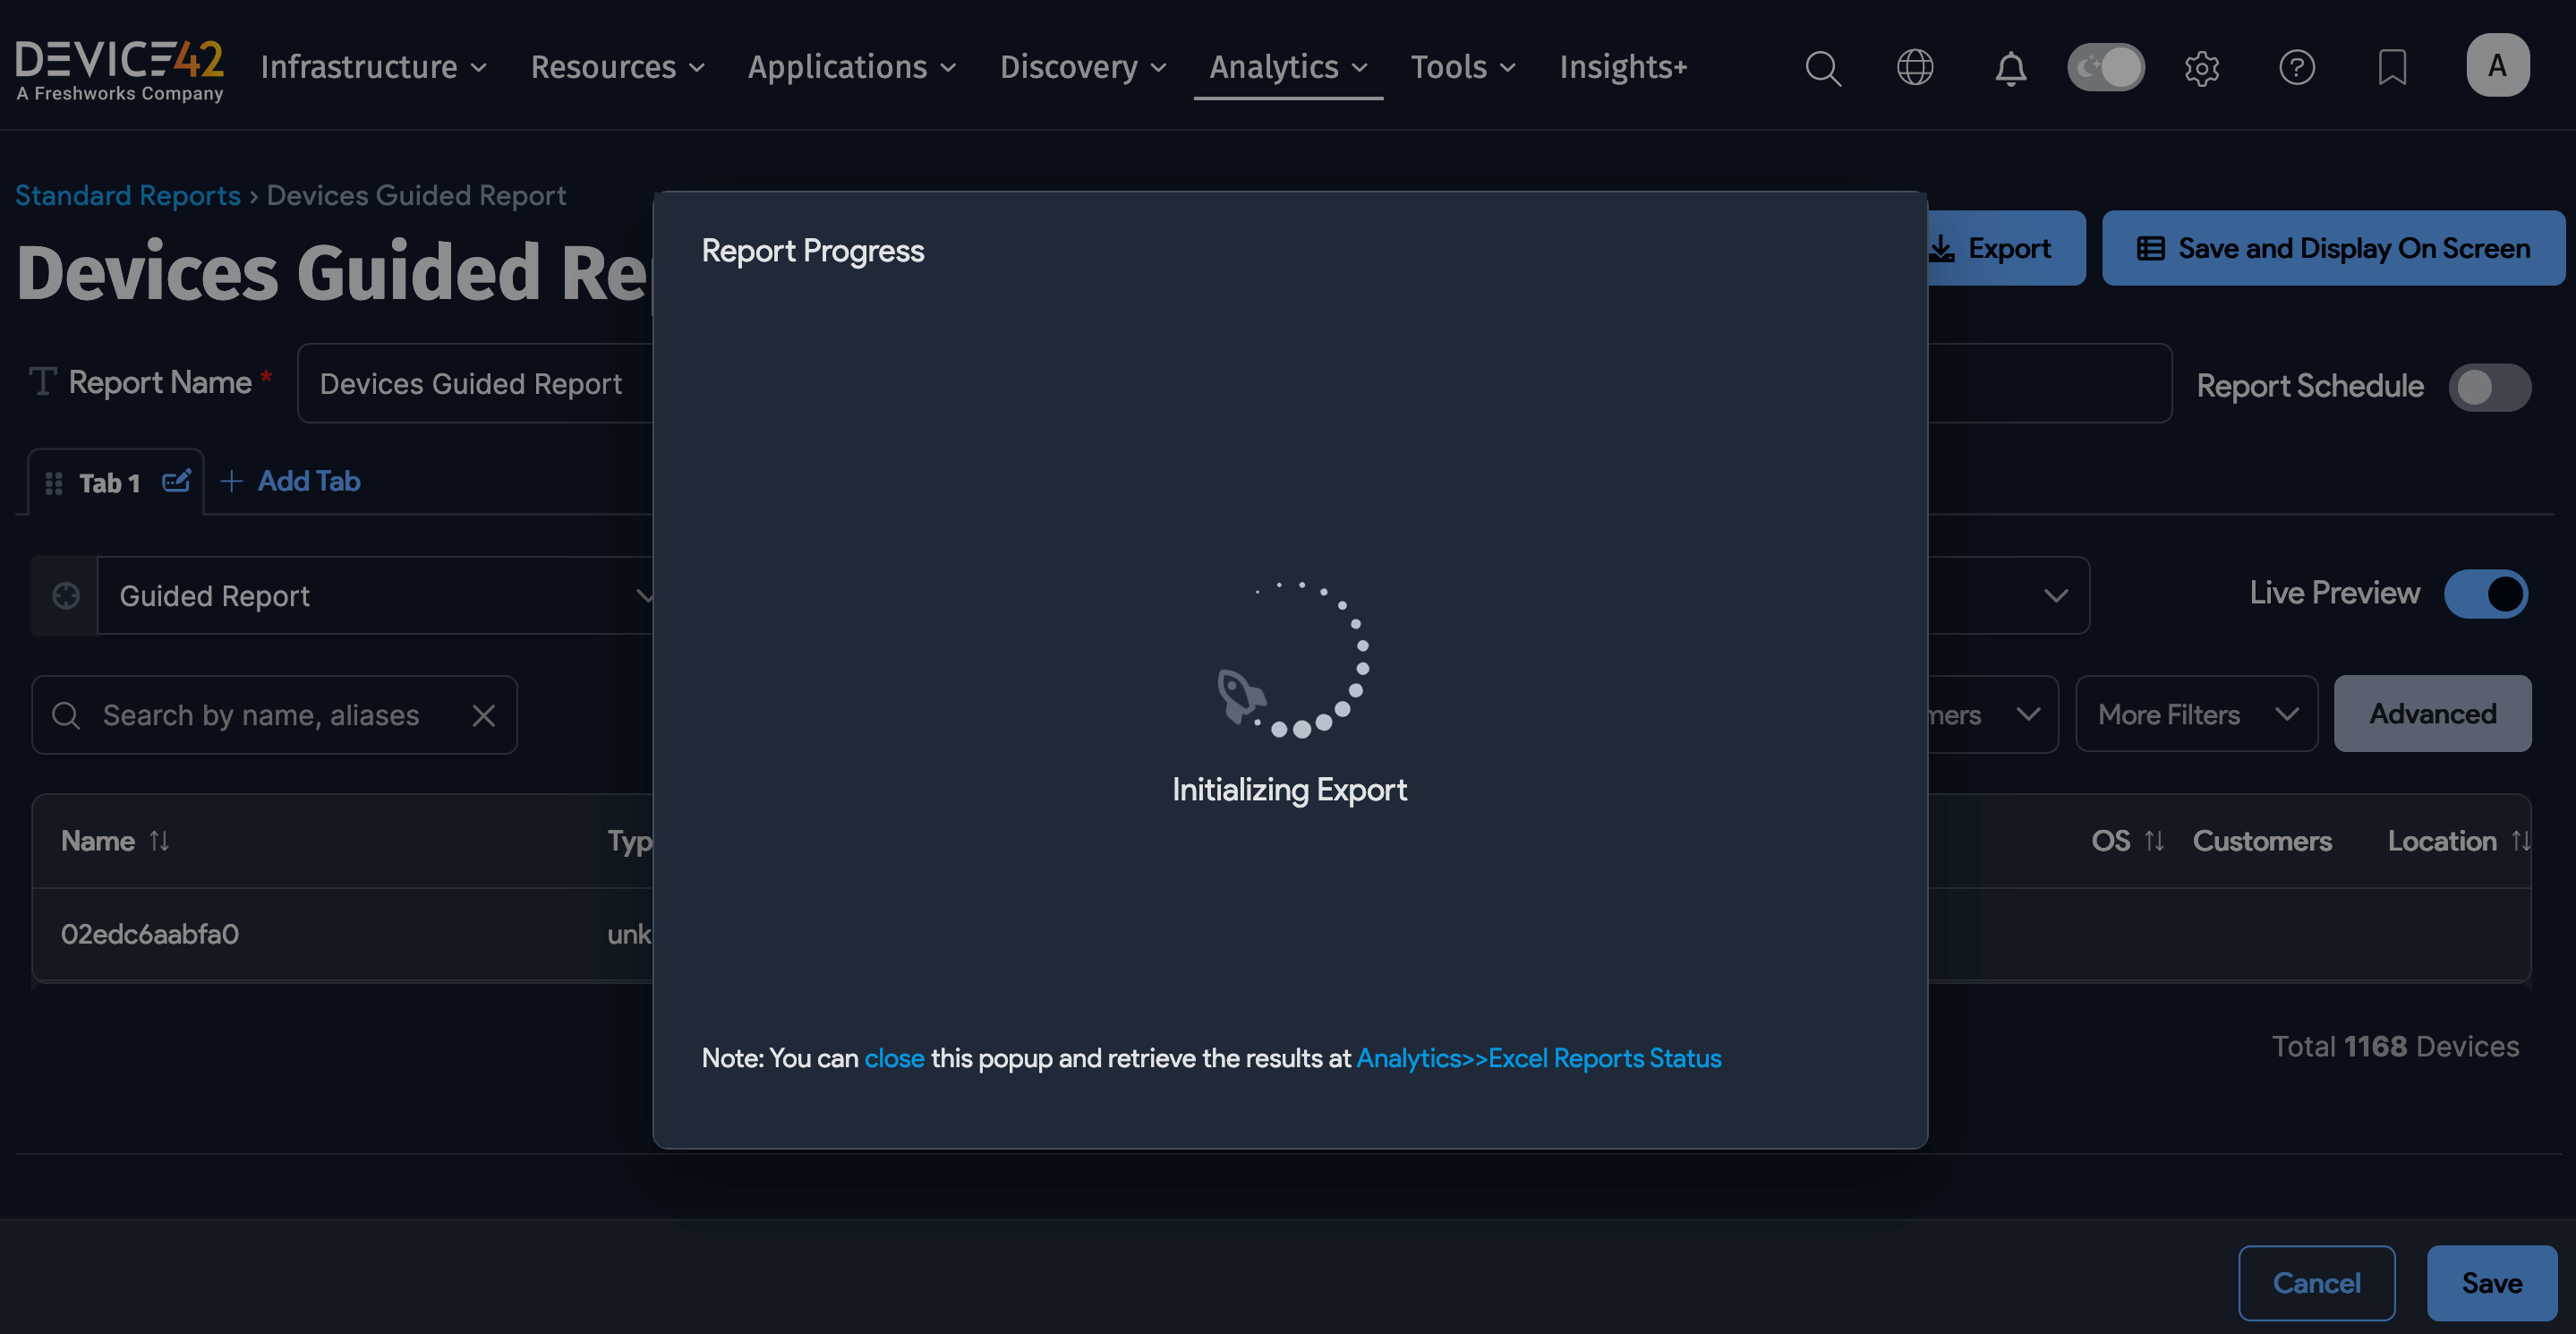 DEVICE42
A Freshworks Company
Infrastructure
Resources
Applications
Discovery
Analytics
Tools
Insights+
A
Standard Reports › Devices Guided Report
Devices Guided Re
Export
Save and Display On Screen
Report Name *
Devices Guided Report
Report Schedule
Tab 1
+ Add Tab
Guided Report
Live Preview
Search by name, aliases
mers
More Filters
Advanced
Name
Typ
OS
Customers
Location
02edc6aabfa0
unk
Total 1168 Devices
Report Progress
Initializing Export
Note: You can close this popup and retrieve the results at Analytics>>Excel Reports Status
Cancel
Save